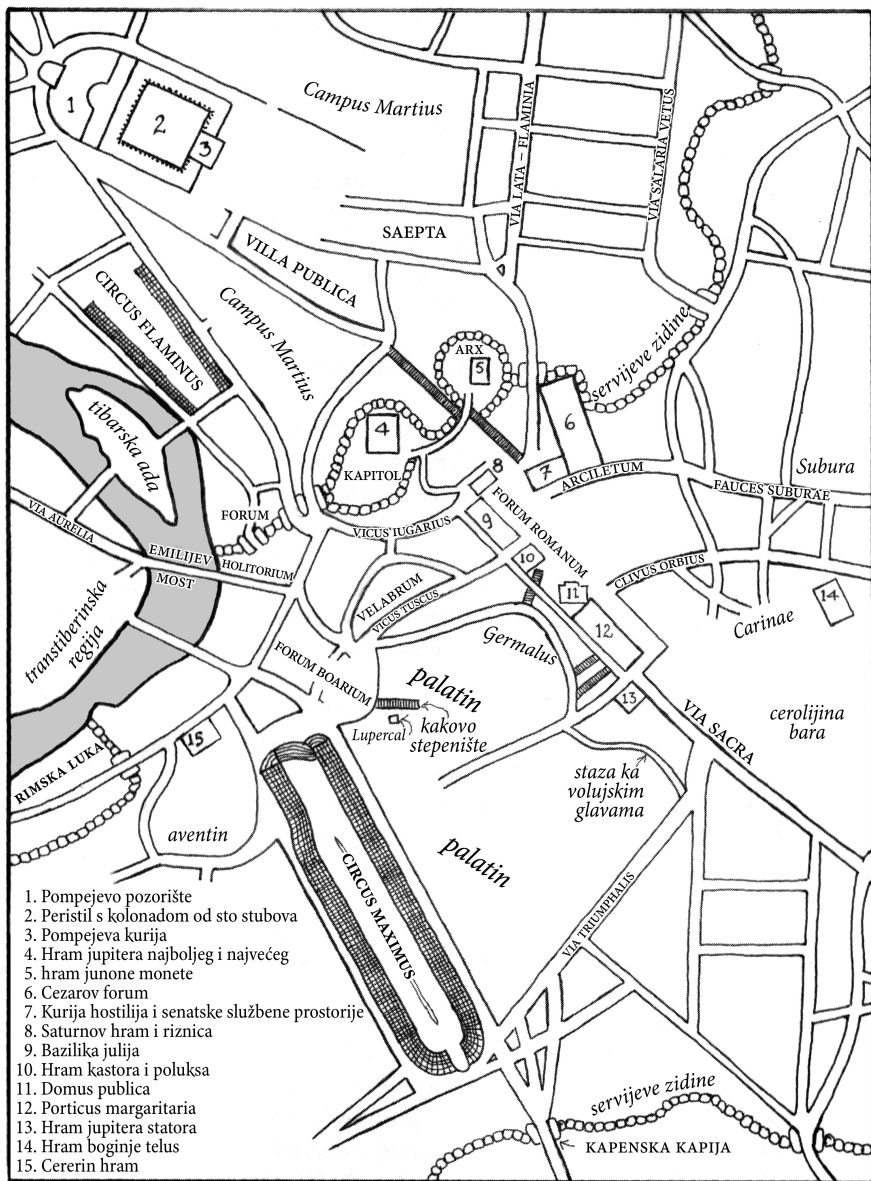 1
2
3
Campus Martius
VIA LATA – FLAMINIA
VIA SALARIA VETUS
SAEPTA
VILLA PUBLICA
CIRCUS FLAMINUS
Campus Martius
servijeve zidine
ARX
5
4
6
tibarska ada
KAPITOL
8
7
ARCILETUM
Subura
FAUCES SUBURAE
VIA AURELIA
FORUM
HOLITORIUM
VICUS IUGARIUS
9
FORUM ROMANUM
EMILIJEV
MOST
10
CLIVUS ORBIUS
VELABRUM
VICUS TUSCUS
11
12
14
Carinae
transtiberinska
regija
Germalus
FORUM BOARIUM
palatin
13
VIA SACRA
cerolijina
bara
kakovo
stepenište
Lupercal
15
RIMSKA LUKA
staza ka
volujskim
glavama
aventin
palatin
CIRCUS MAXIMUS
VIA TRIUMPHALIS
1. Pompejevo pozorište
2. Peristil s kolonadom od sto stubova
3. Pompejeva kurija
4. Hram jupitera najboljeg i najvećeg
5. hram junone monete
6. Cezarov forum
7. Kurija hostilija i senatske službene prostorije
8. Saturnov hram i riznica
9. Bazilika julija
10. Hram kastora i poluksa
11. Domus publica
12. Porticus margaritaria
13. Hram jupitera statora
14. Hram boginje telus
15. Cererin hram
servijeve zidine
KAPENSKA KAPIJA